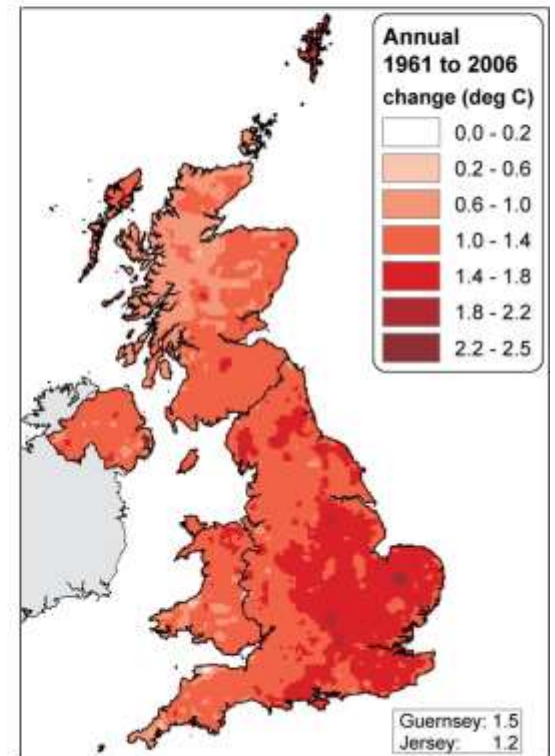 Annual
1961 to 2006
change (deg C)
0.0 - 0.2
0.2 - 0.6
0.6 - 1.0
1.0 - 1.4
1.4 - 1.8
1.8 - 2.2
2.2 - 2.5
Guernsey: 1.5
Jersey: 1.2